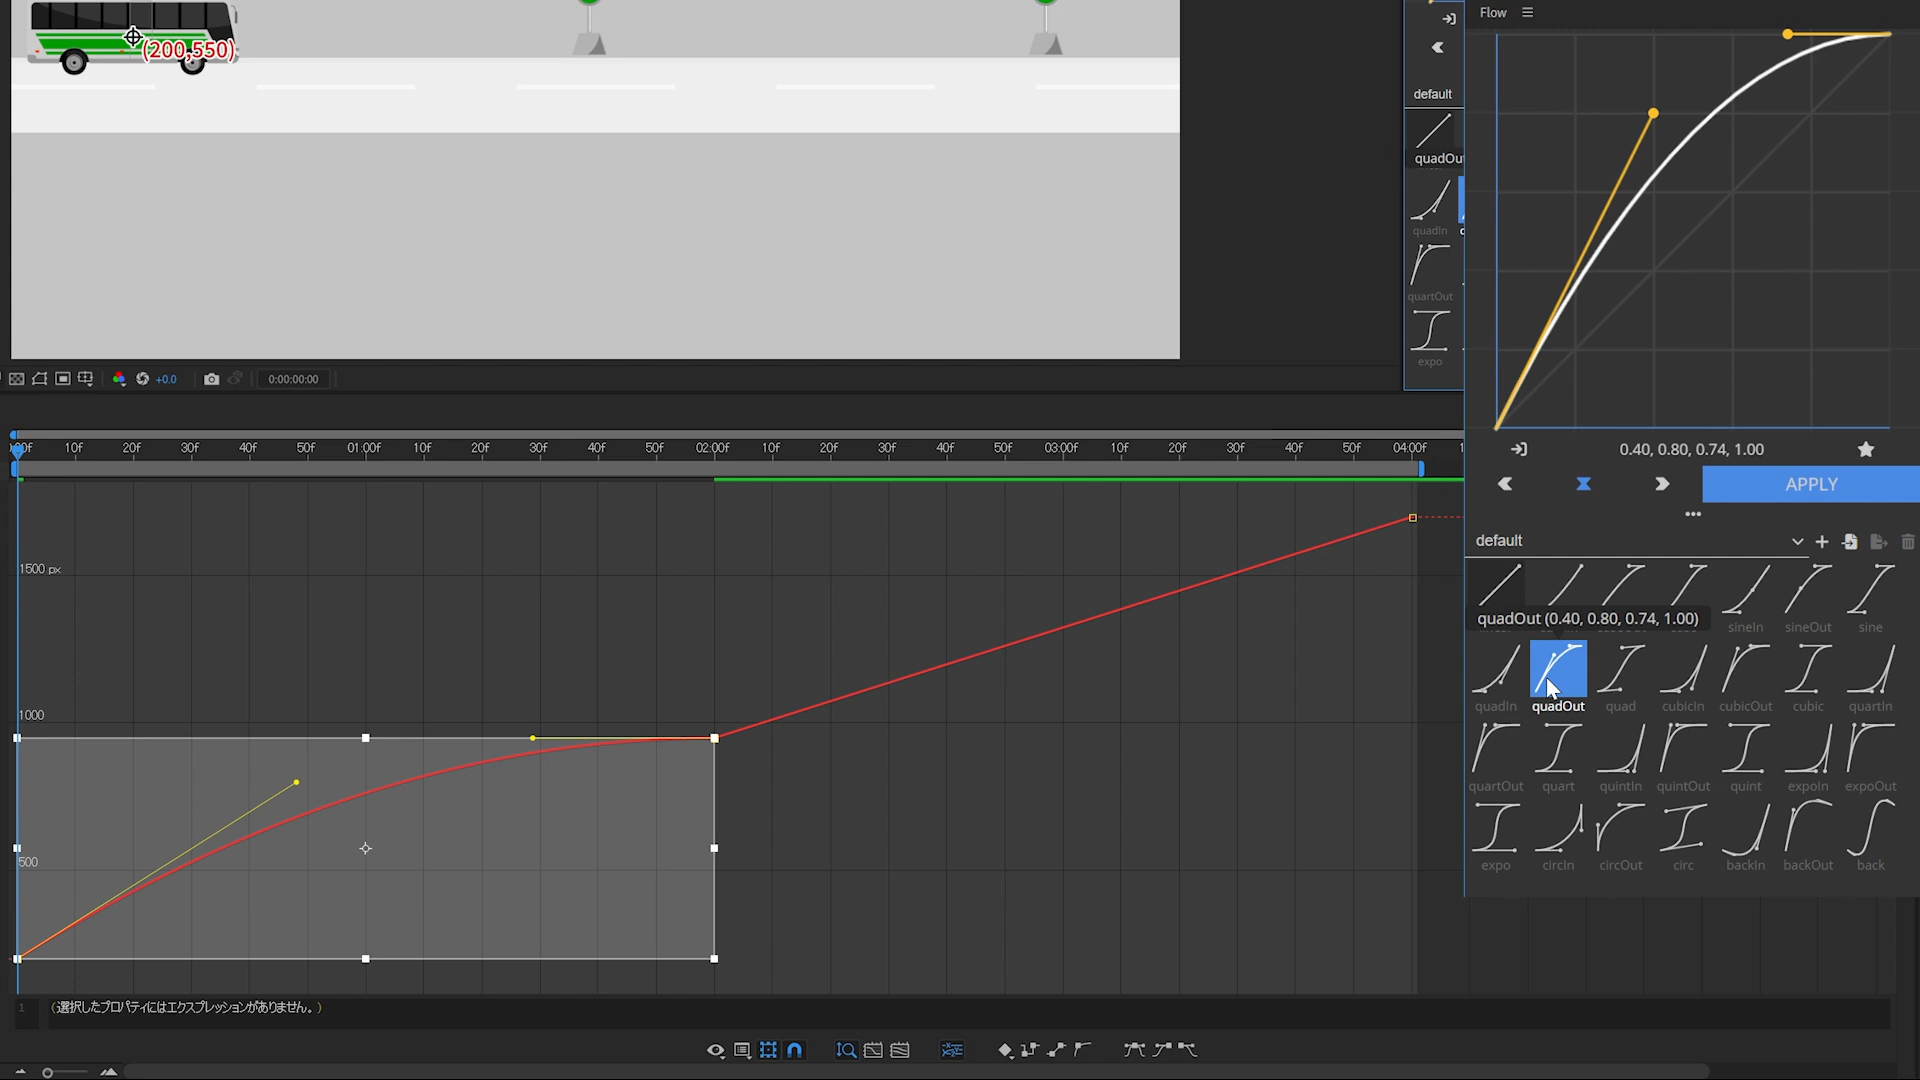 (200,550)
Flow
default
quadOu
quadIn
quartOut
expo
+0.0
0:00:00:00
10f 20f 30f 40f 50f 01:00f 10f 20f 30f 40f 50f 02:00f 10f 20f 30f 40f 50f 03:00f 10f 20f 30f 40f 50f 04:00f
0.40, 0.80, 0.74, 1.00
APPLY
default
quadOut (0.40, 0.80, 0.74, 1.00)
sineIn sineOut sine
quadIn quadOut quad cubicIn cubicOut cubic quartIn
quartOut quart quintIn quintOut quint expoIn expoOut
expo circIn circOut circ backIn backOut back
1500 px
1000
500
1 (選択したプロパティにはエクスプレッションがありません。)